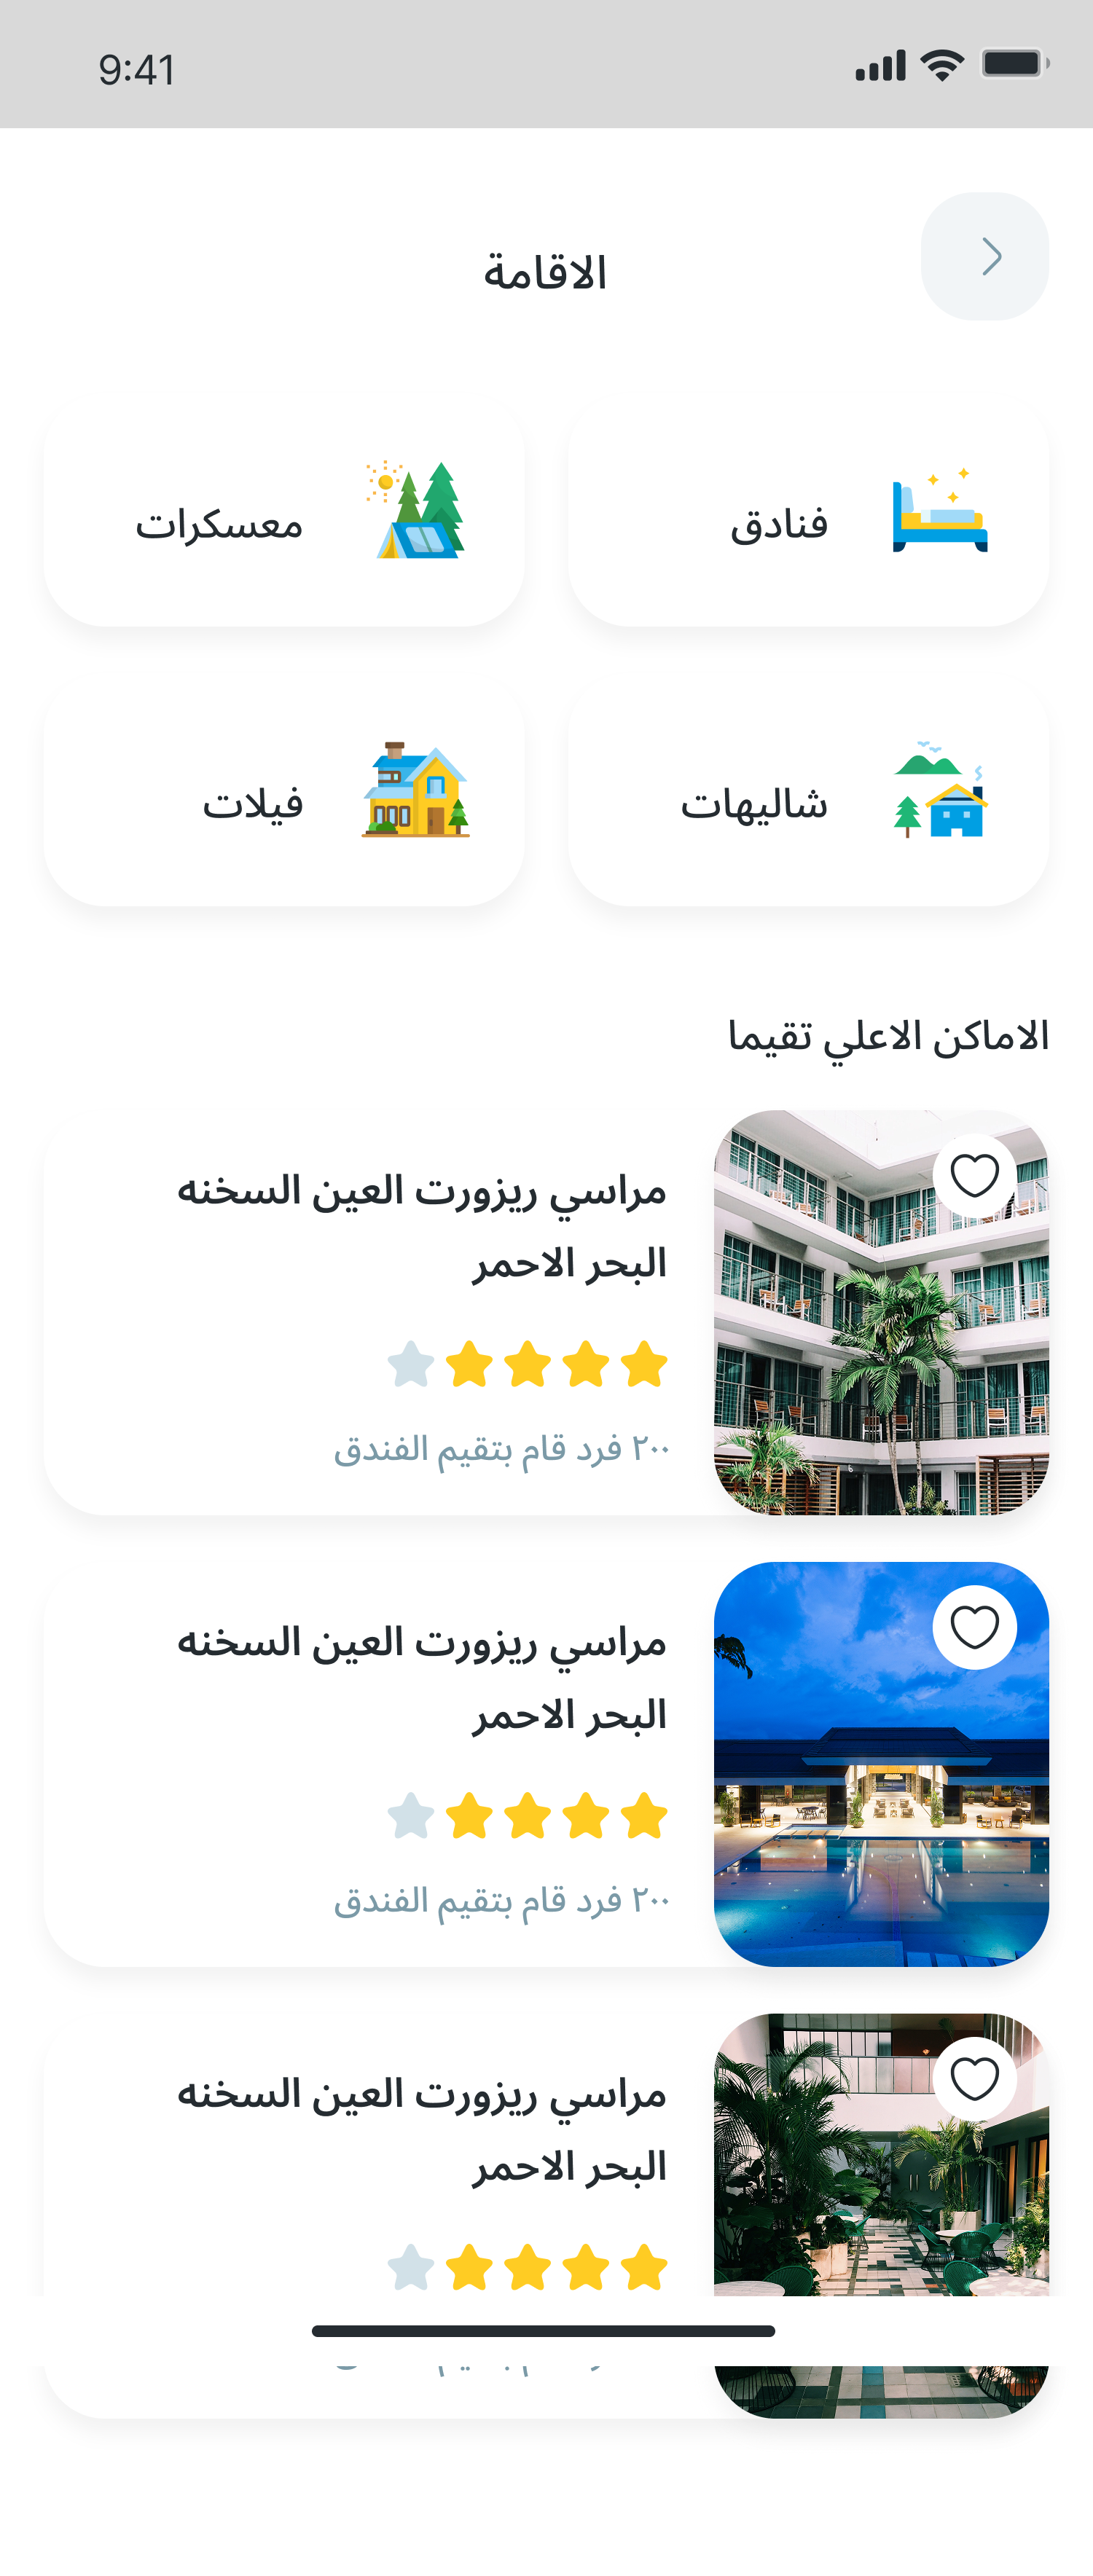 9:41
الاقامة
فنادق
معسكرات
شاليهات
فيلات
الاماكن الاعلي تقيما
مراسي ريزورت العين السخنه
البحر الاحمر
٢٠٠ فرد قام بتقيم الفندق
مراسي ريزورت العين السخنه
البحر الاحمر
٢٠٠ فرد قام بتقيم الفندق
مراسي ريزورت العين السخنه
البحر الاحمر